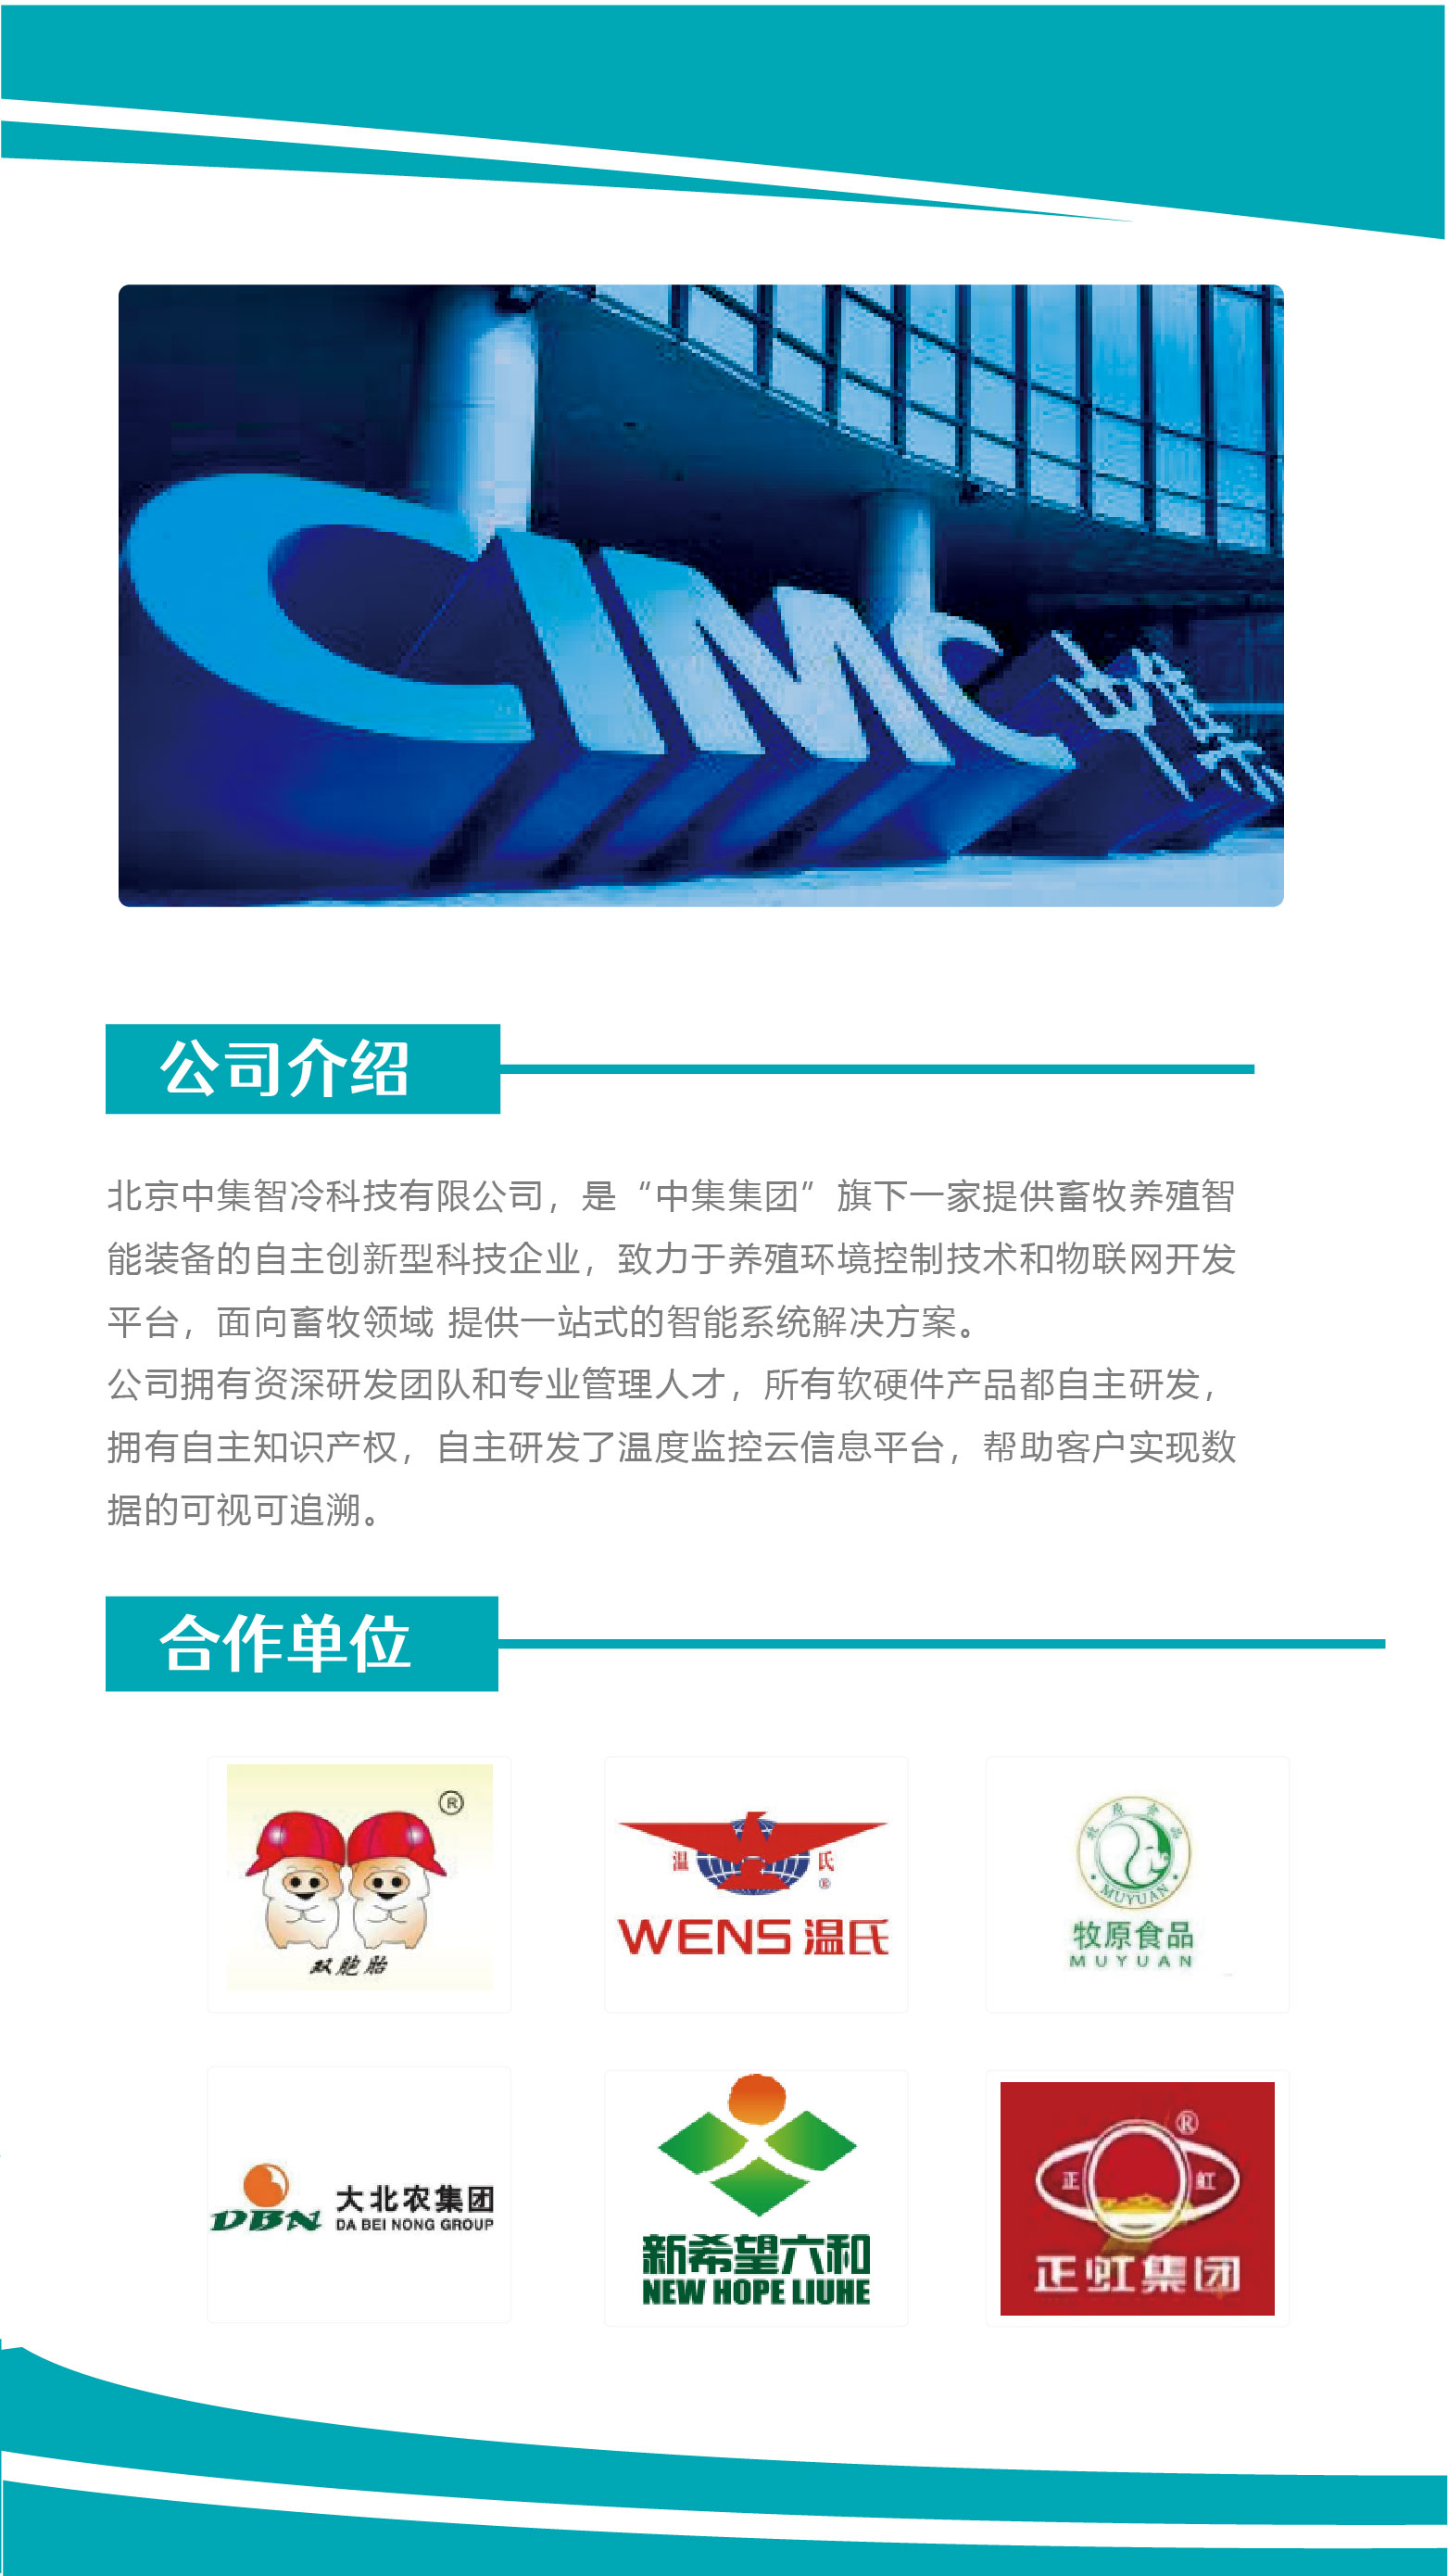 CIMC 中集
公司介绍
北京中集智冷科技有限公司，是“中集集团”旗下一家提供畜牧养殖智
能装备的自主创新型科技企业，致力于养殖环境控制技术和物联网开发
平台，面向畜牧领域 提供一站式的智能系统解决方案。
公司拥有资深研发团队和专业管理人才，所有软硬件产品都自主研发，
拥有自主知识产权，自主研发了温度监控云信息平台，帮助客户实现数
据的可视可追溯。
合作单位
®
双胞胎
温 氏
®
WENS 温氏
牧原食品
MUYUAN
牧原食品
MUYUAN
DBN
大北农集团
DA BEI NONG GROUP
新希望六和
NEW HOPE LIUHE
®
正 虹
正虹集团